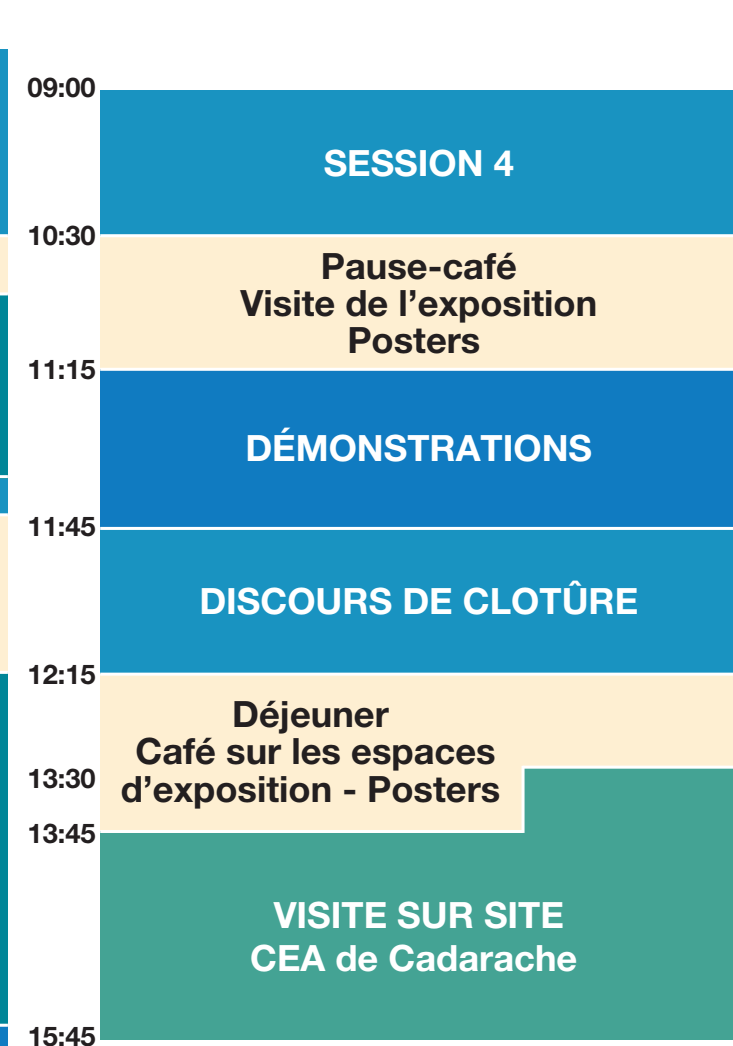 09:00
SESSION 4
10:30
Pause-café
Visite de l’exposition
Posters
11:15
DÉMONSTRATIONS
11:45
DISCOURS DE CLOTÛRE
12:15
Déjeuner
Café sur les espaces
13:30
d’exposition - Posters
13:45
VISITE SUR SITE
CEA de Cadarache
15:45